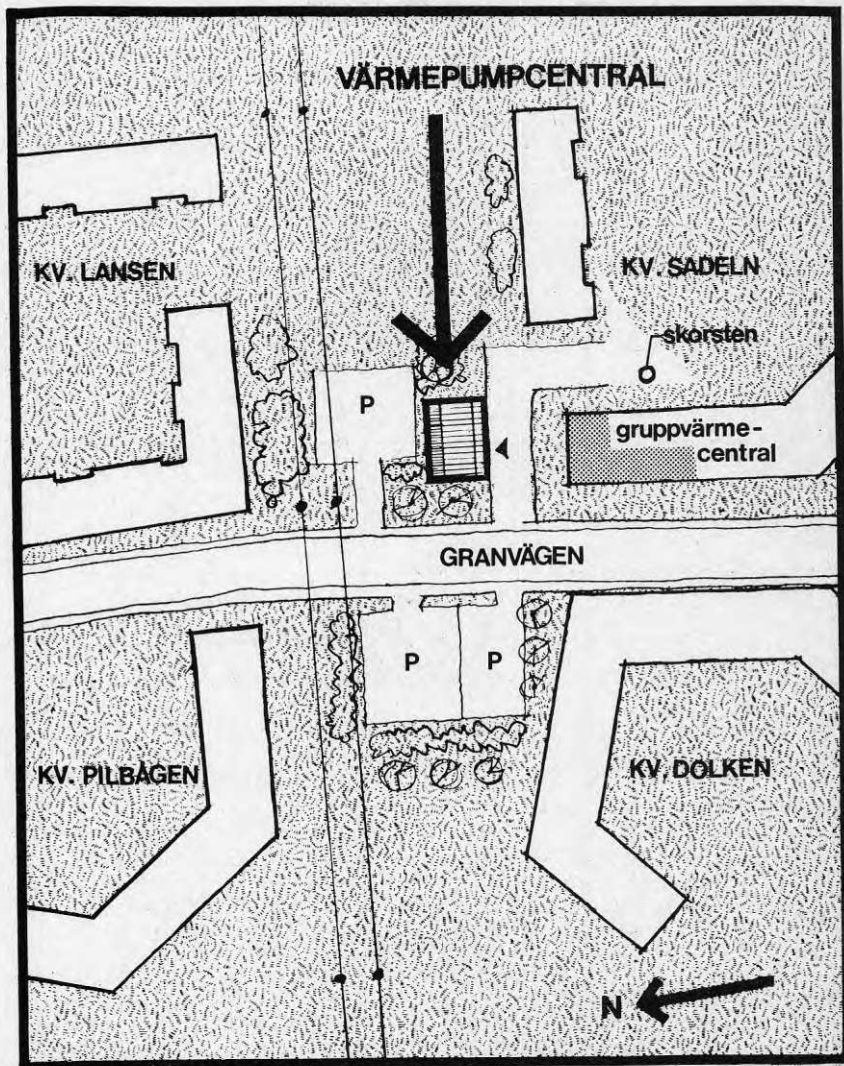 VÄRMEPUMPCENTRAL
KV. LANSEN
KV. SADELN
skorsten
P
gruppvärme-
central
GRANVÄGEN
P
P
KV. PILBÅGEN
KV. DOLKEN
N